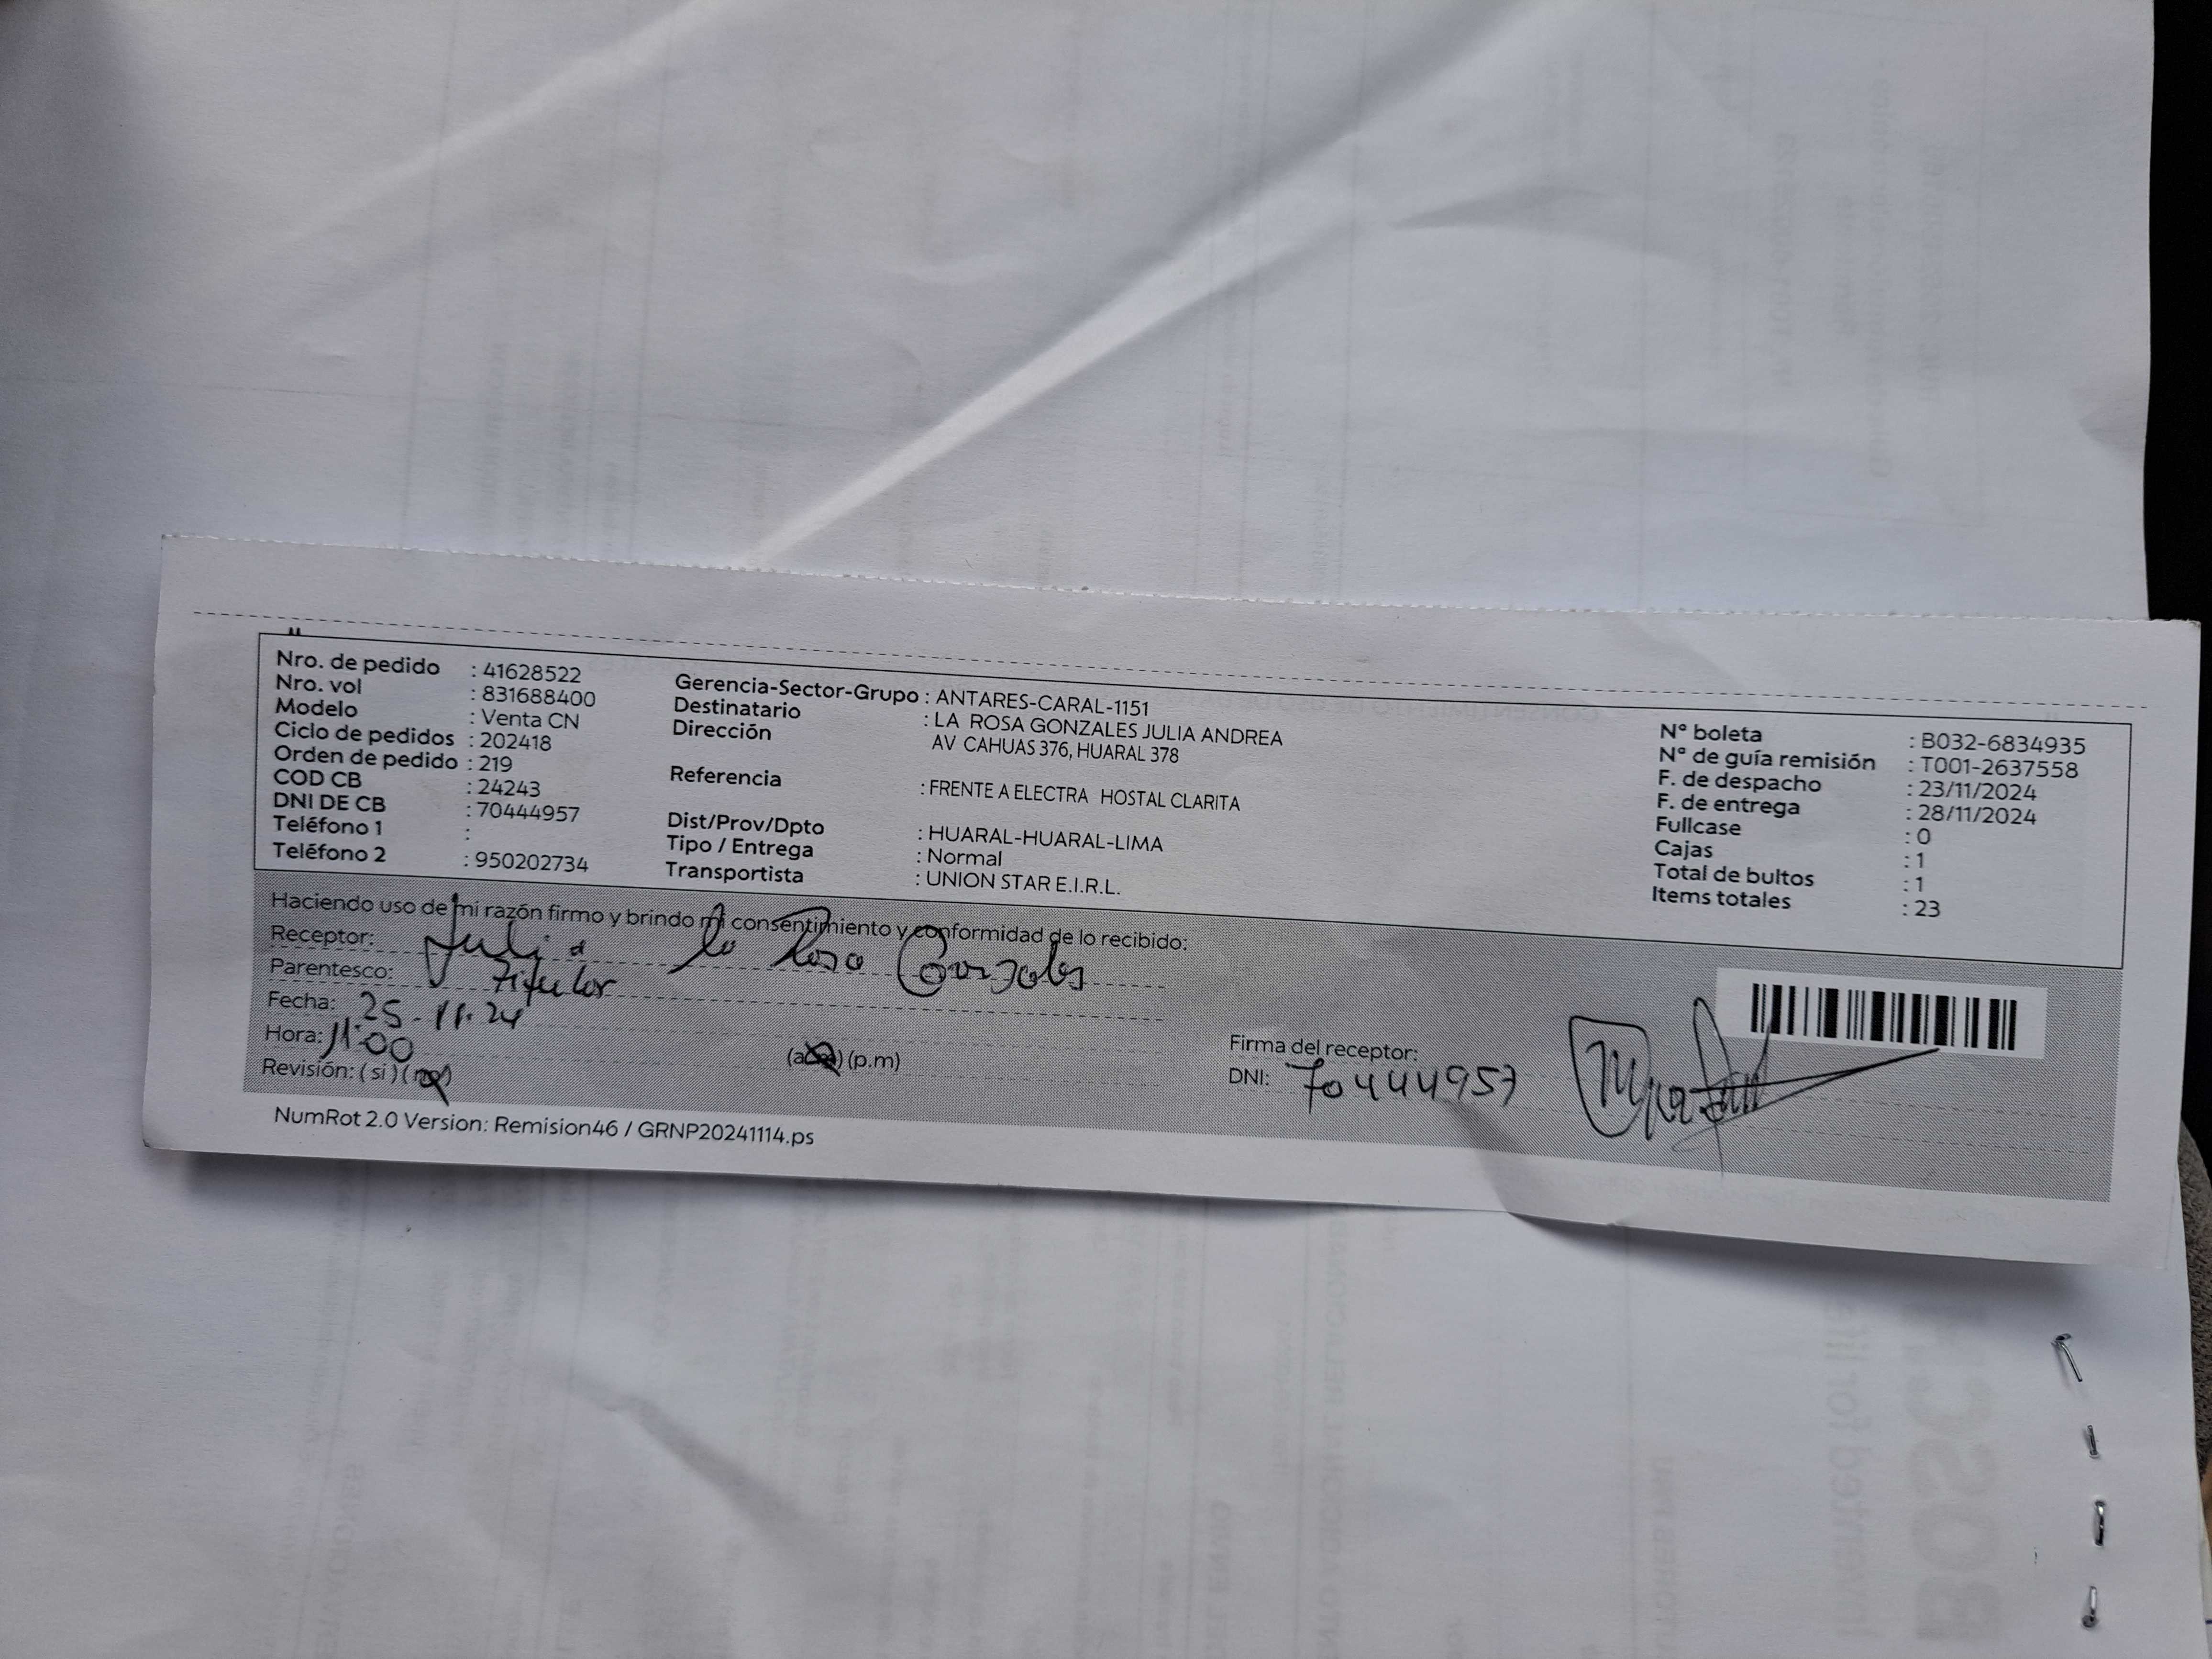 Nro. de pedido : 41628522
Nro. vol : 831688400
Modelo : Venta CN
Ciclo de pedidos : 202418
Orden de pedido : 219
COD CB : 24243
DNI DE CB : 70444957
Teléfono 1 :
Teléfono 2 : 950202734
Gerencia-Sector-Grupo : ANTARES-CARAL-1151
Destinatario : LA ROSA GONZALES JULIA ANDREA
Dirección AV CAHUAS 376, HUARAL 378
Referencia : FRENTE A ELECTRA HOSTAL CLARITA
Dist/Prov/Dpto : HUARAL-HUARAL-LIMA
Tipo / Entrega : Normal
Transportista : UNION STAR E.I.R.L.
N° boleta : B032-6834935
N° de guía remisión : T001-2637558
F. de despacho : 23/11/2024
F. de entrega : 28/11/2024
Fullcase : 0
Cajas : 1
Total de bultos : 1
Items totales : 23
Haciendo uso de mi razón firmo y brindo mi consentimiento y conformidad de lo recibido:
Receptor: Julia la Rosa Gonzales
Parentesco: Titular
Fecha: 25-11-24
Hora: 11:00 (a.m) (p.m)
Revisión: (si) (no)
Firma del receptor:
DNI: 70444957
NumRot 2.0 Version: Remision46 / GRNP20241114.ps